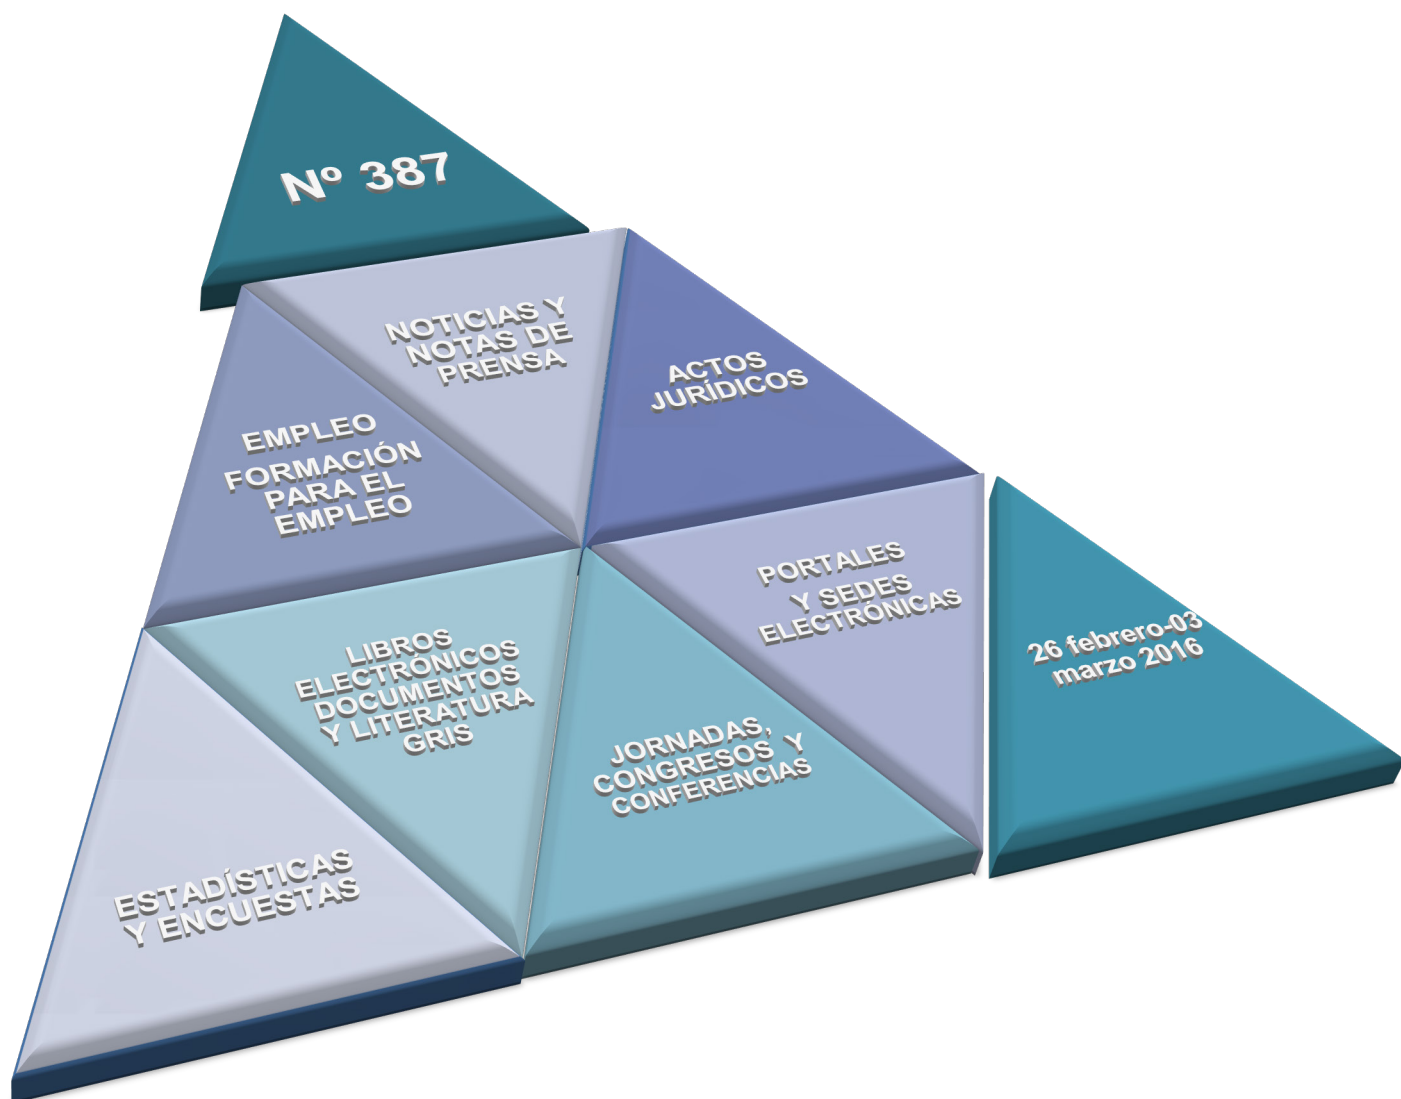 Nº 387
NOTICIAS Y
NOTAS DE
PRENSA
ACTOS
JURÍDICOS
EMPLEO
FORMACIÓN
PARA EL
EMPLEO
PORTALES
Y SEDES
ELECTRÓNICAS
26 febrero-03
marzo 2016
LIBROS
ELECTRÓNICOS
DOCUMENTOS
Y LITERATURA
GRIS
JORNADAS,
CONGRESOS Y
CONFERENCIAS
ESTADÍSTICAS
Y ENCUESTAS